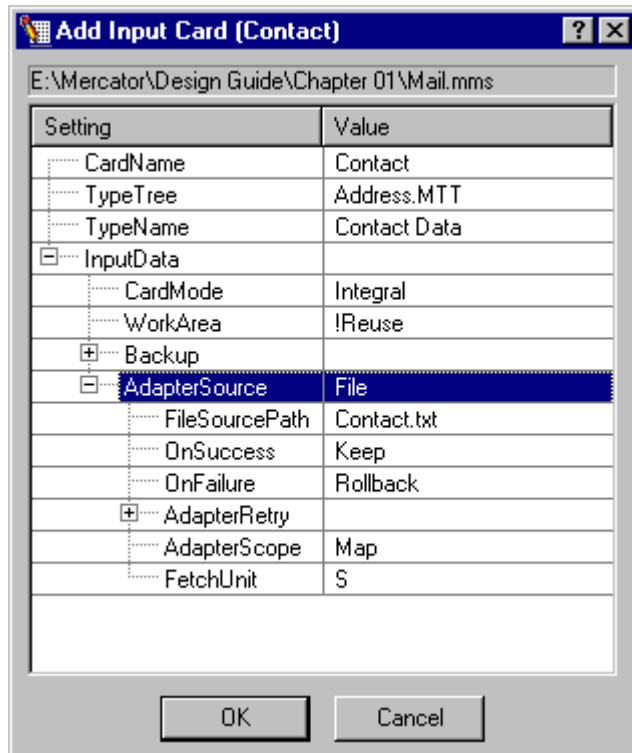 Add Input Card (Contact)
E:\Mercator\Design Guide\Chapter 01\Mail.mms
Setting Value
CardName Contact
TypeTree Address.MTT
TypeName Contact Data
InputData
CardMode Integral
WorkArea !Reuse
Backup
AdapterSource File
FileSourcePath Contact.txt
OnSuccess Keep
OnFailure Rollback
AdapterRetry
AdapterScope Map
FetchUnit S
OK Cancel